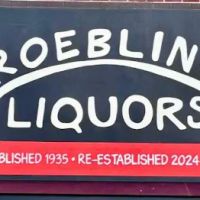 ROEBLIN
LIQUORS
BLISHED 1935 • RE-ESTABLISHED 2024